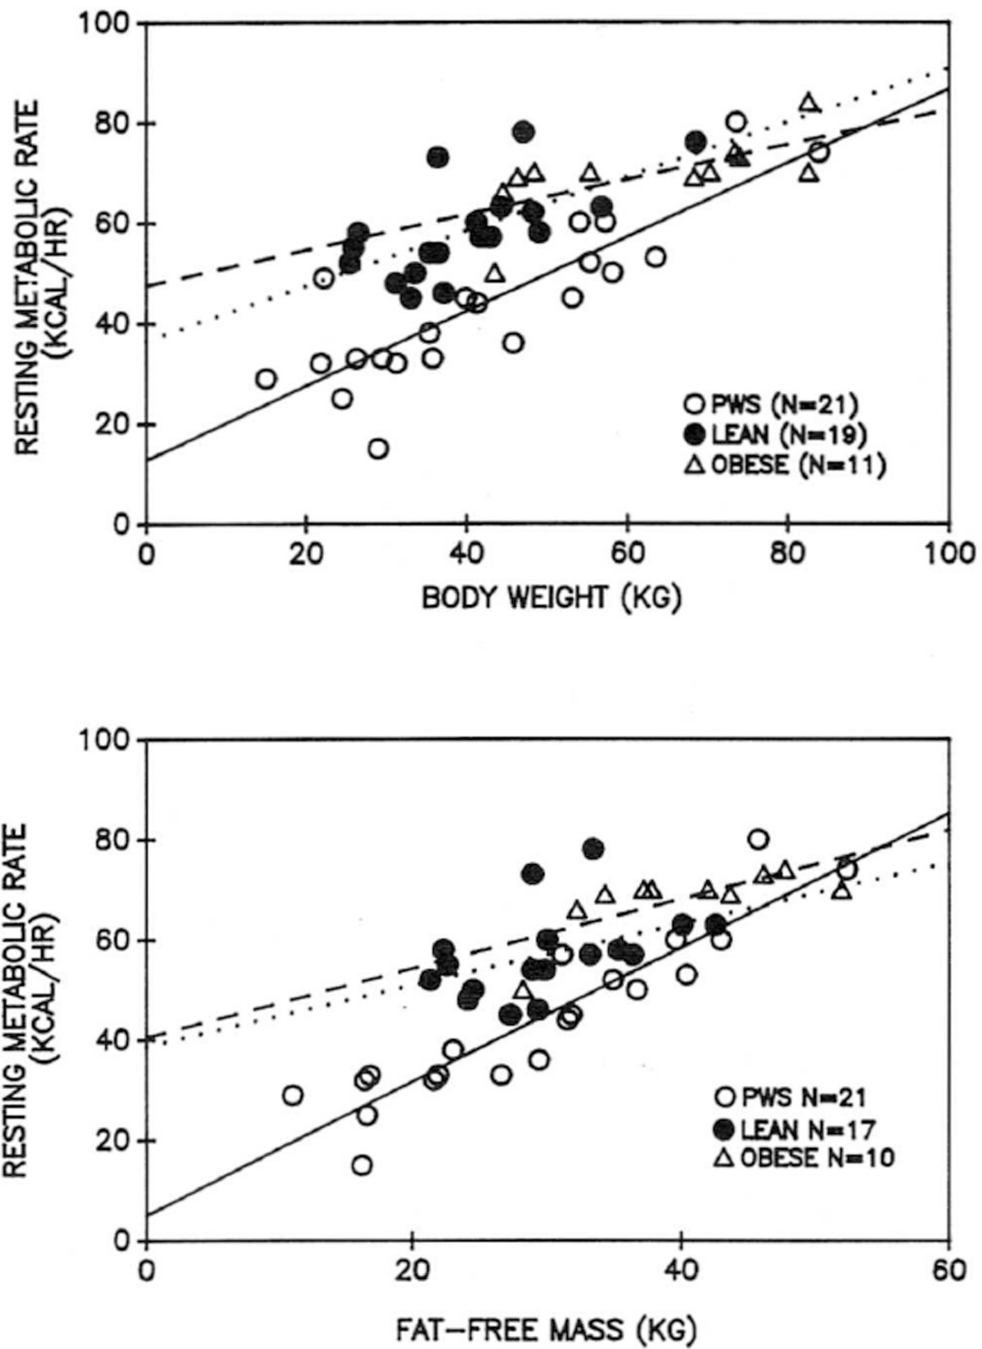 100
80
60
40
20
0
RESTING METABOLIC RATE
(KCAL/HR)
O PWS (N=21)
● LEAN (N=19)
△ OBESE (N=11)
0 20 40 60 80 100
BODY WEIGHT (KG)
100
80
60
40
20
0
RESTING METABOLIC RATE
(KCAL/HR)
O PWS N=21
● LEAN N=17
△ OBESE N=10
0 20 40 60
FAT-FREE MASS (KG)